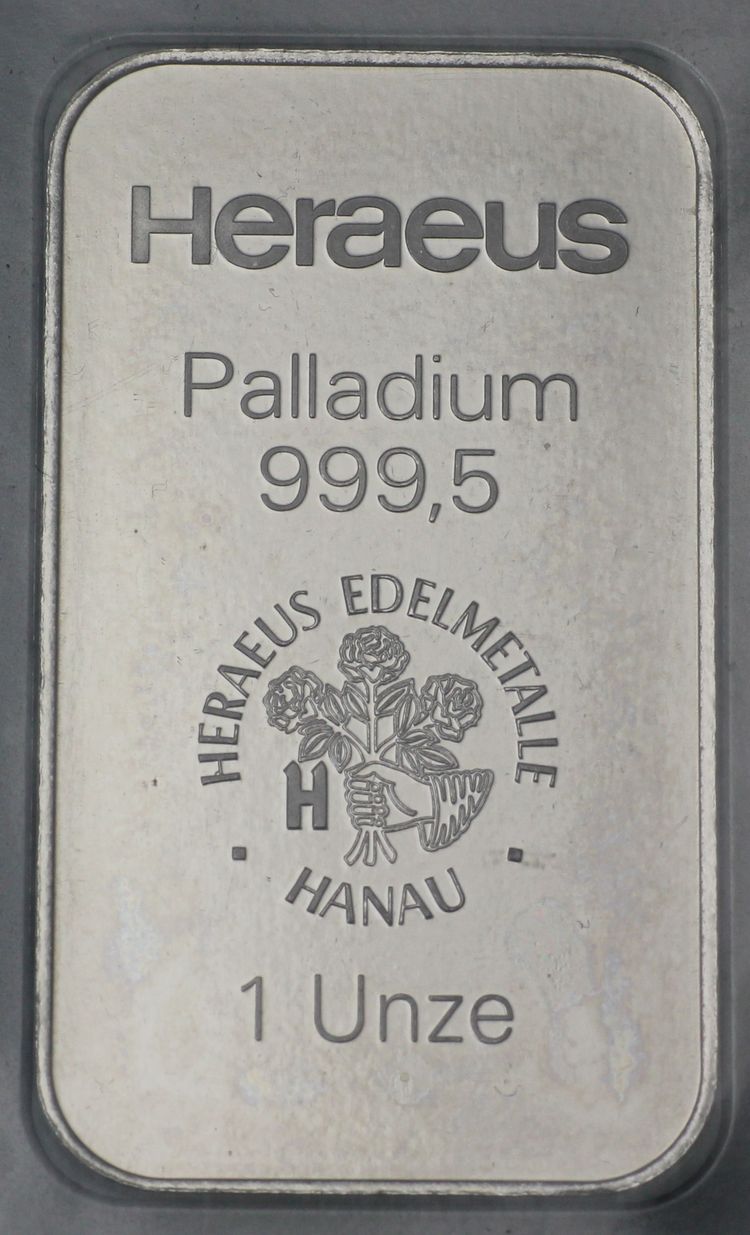 Heraeus
Palladium
999,5
HERAEUS EDELMETALLE
H
HANAU
1 Unze